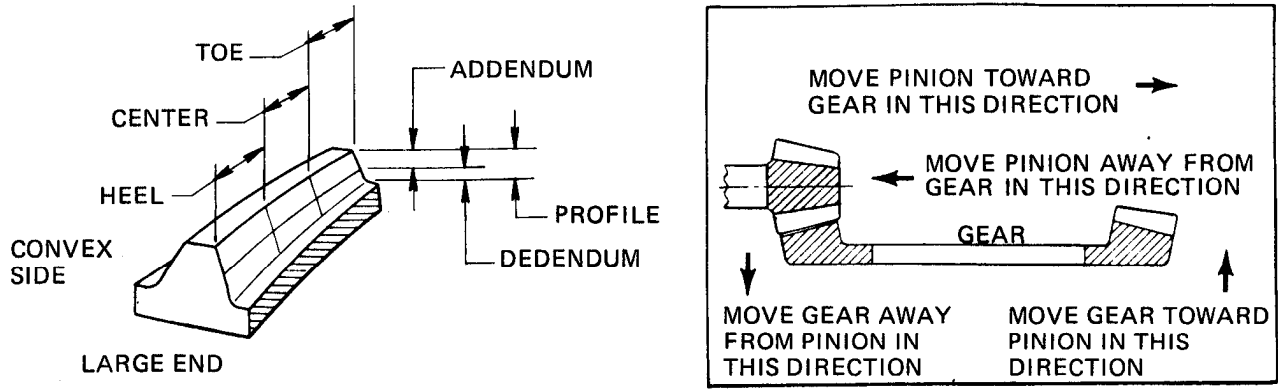 TOE
ADDENDUM
CENTER
HEEL
PROFILE
DEDENDUM
CONVEX
SIDE
LARGE END
MOVE PINION TOWARD
GEAR IN THIS DIRECTION
MOVE PINION AWAY FROM
GEAR IN THIS DIRECTION
GEAR
MOVE GEAR AWAY
FROM PINION IN
THIS DIRECTION
MOVE GEAR TOWARD
PINION IN THIS
DIRECTION